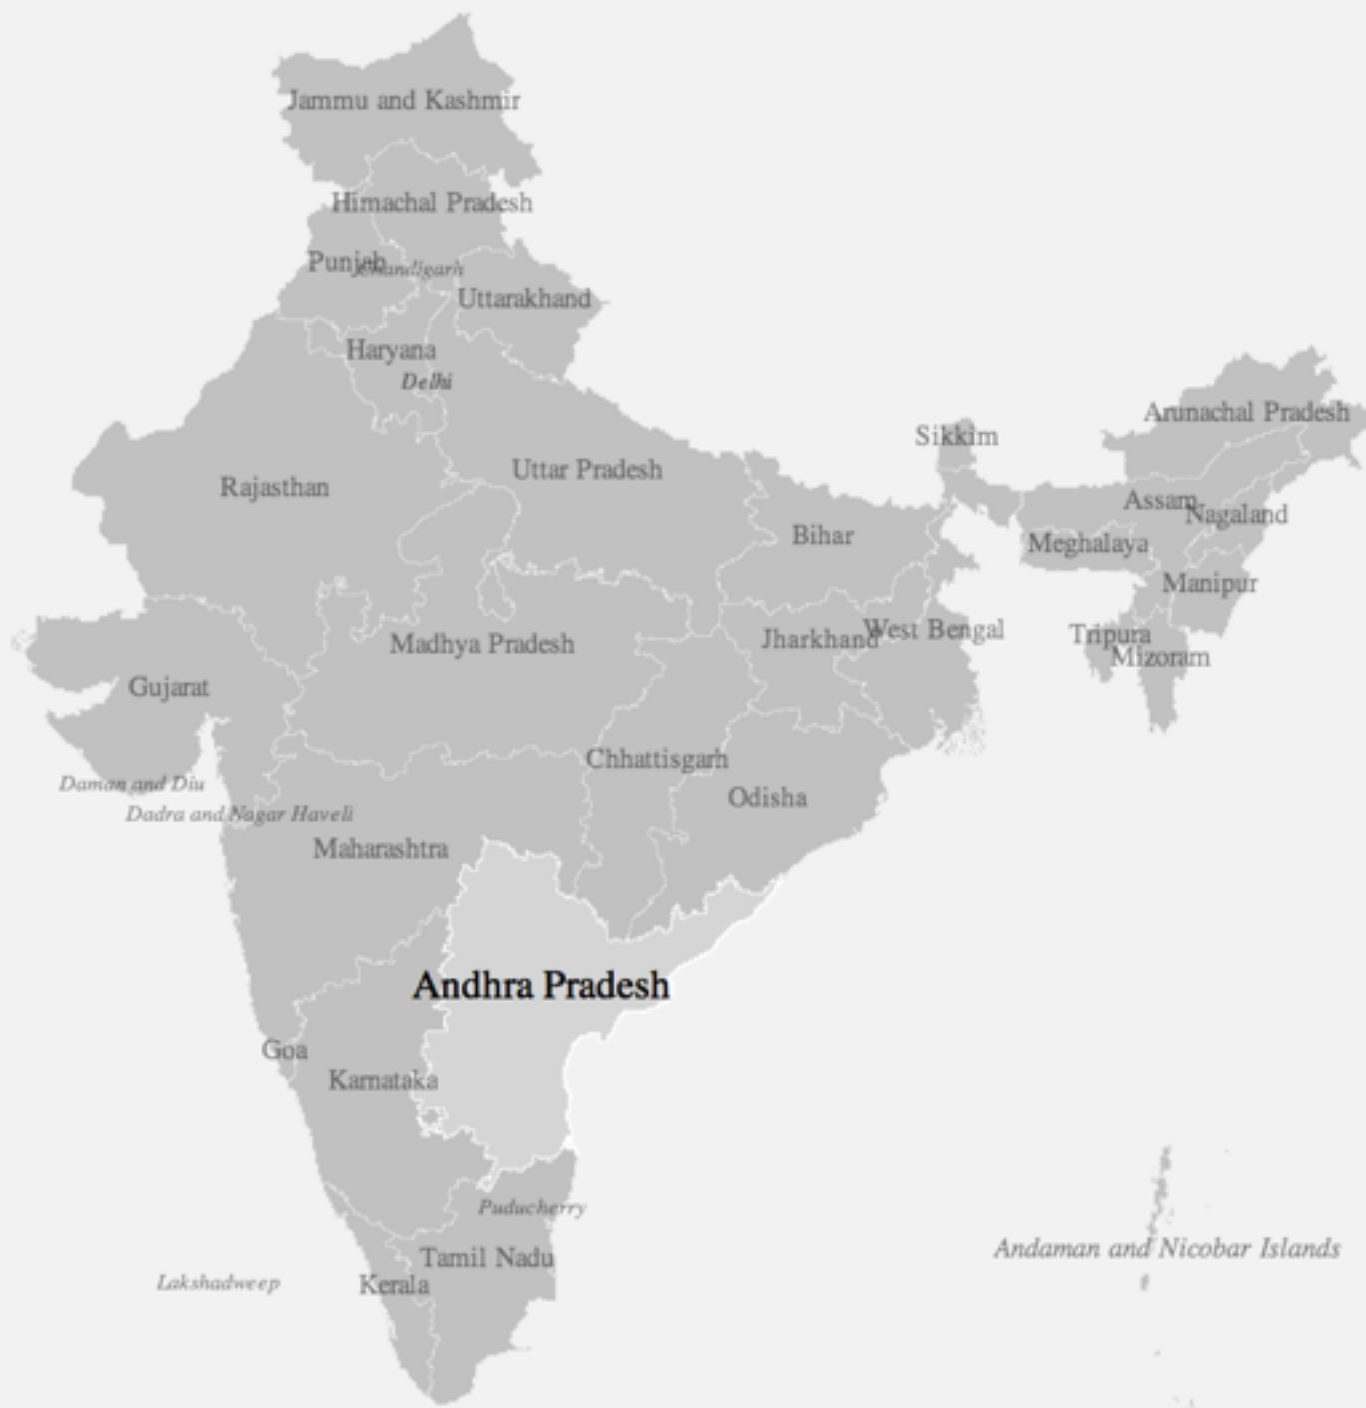 Jammu and Kashmir
Himachal Pradesh
Punjab
Chandigarh
Uttarakhand
Haryana
Delhi
Arunachal Pradesh
Sikkim
Uttar Pradesh
Rajasthan
Assam
Nagaland
Bihar
Meghalaya
Manipur
West Bengal
Tripura
Jharkhand
Madhya Pradesh
Mizoram
Gujarat
Chhattisgarh
Daman and Diu
Odisha
Dadra and Nagar Haveli
Maharashtra
Andhra Pradesh
Goa
Karnataka
Puducherry
Andaman and Nicobar Islands
Tamil Nadu
Lakshadweep
Kerala